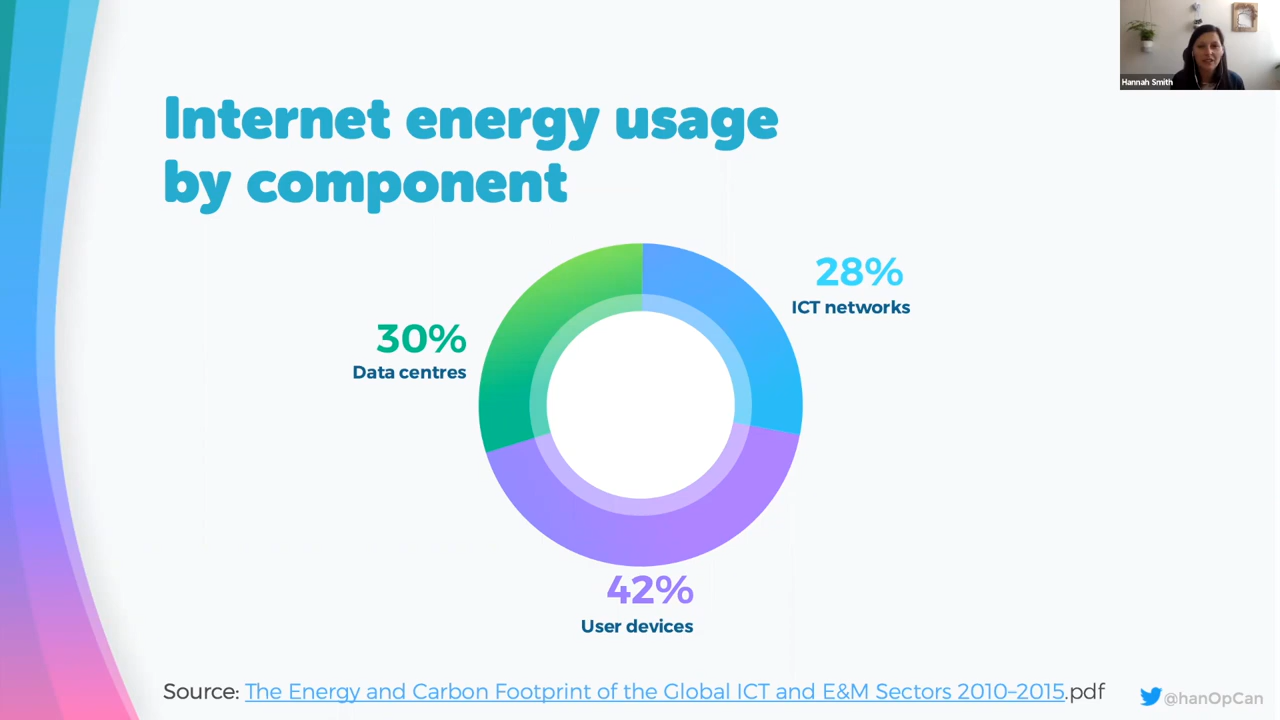 Hannah Smith
Internet energy usage
by component
28%
ICT networks
30%
Data centres
42%
User devices
Source: The Energy and Carbon Footprint of the Global ICT and E&M Sectors 2010–2015.pdf
@hanOpCan